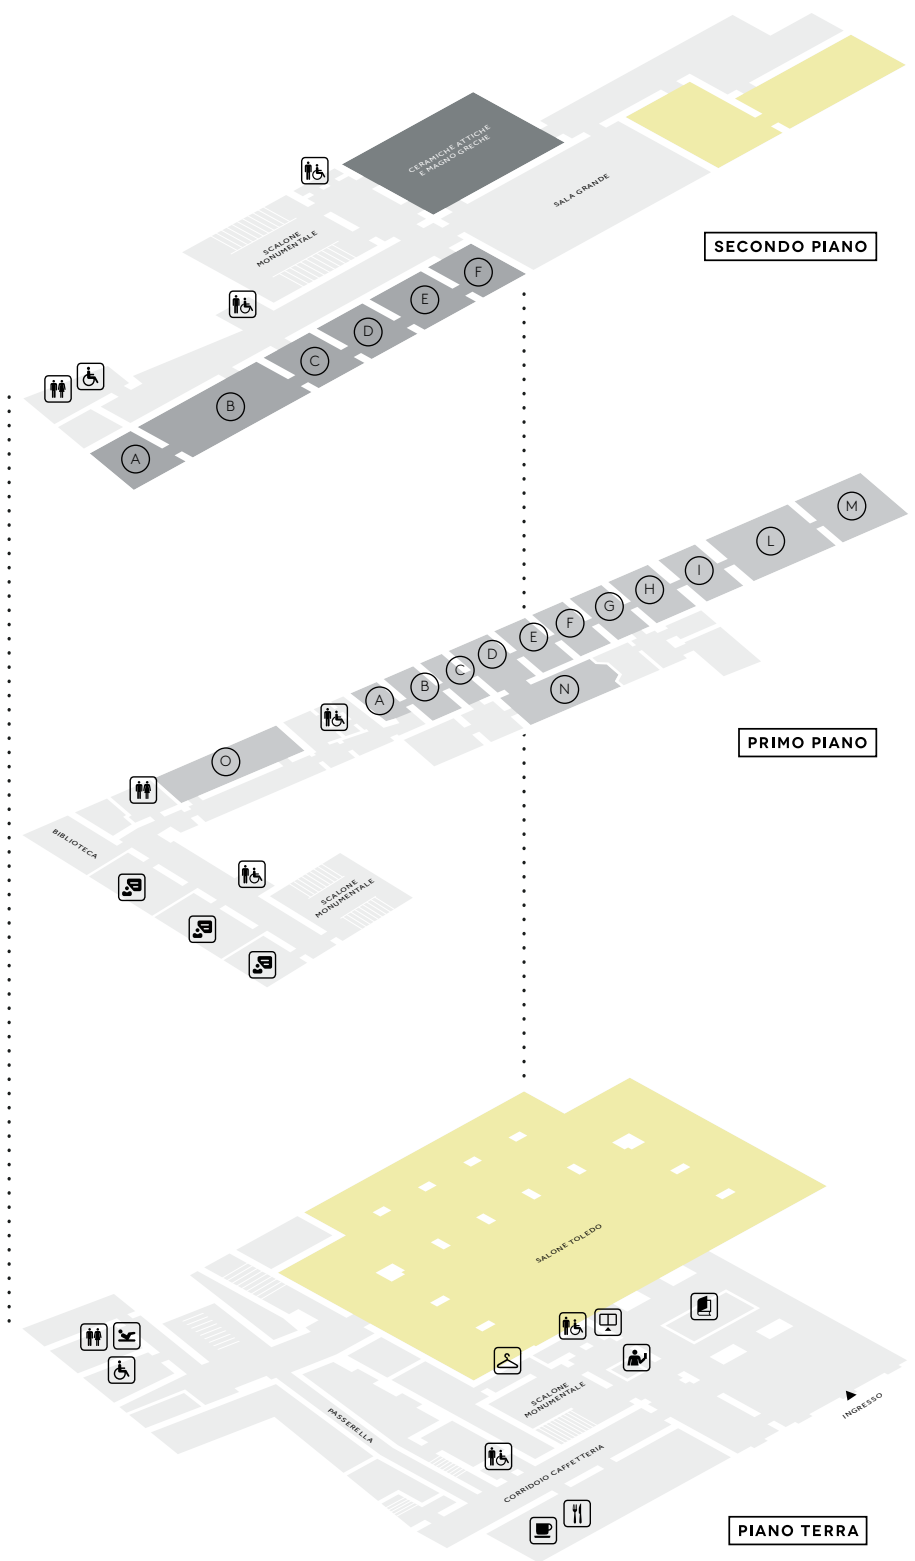 CERAMICHE ATTICHE
E MAGNO GRECHE
SALA GRANDE
SCALONE
MONUMENTALE
SECONDO PIANO
F
E
D
C
B
A
M
L
I
H
G
F
E
D
C
B
A
N
O
PRIMO PIANO
BIBLIOTECA
SCALONE
MONUMENTALE
SALONE TOLEDO
SCALONE
MONUMENTALE
INGRESSO
PASSERELLA
CORRIDOIO CAFFETTERIA
PIANO TERRA